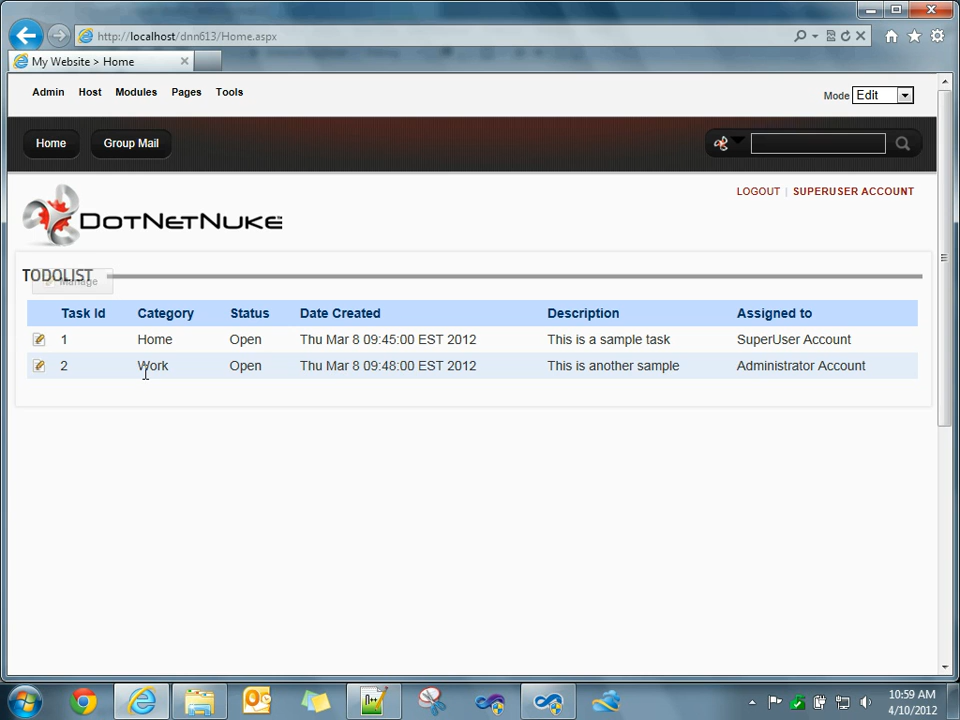 http://localhost/dnn613/Home.aspx
My Website > Home
Admin Host Modules Pages Tools
Mode Edit
Home Group Mail
LOGOUT | SUPERUSER ACCOUNT
DOTNETNUKE
TODOLIST
Manage
Task Id Category Status Date Created Description Assigned to
1 Home Open Thu Mar 8 09:45:00 EST 2012 This is a sample task SuperUser Account
2 Work Open Thu Mar 8 09:48:00 EST 2012 This is another sample Administrator Account
10:59 AM
4/10/2012